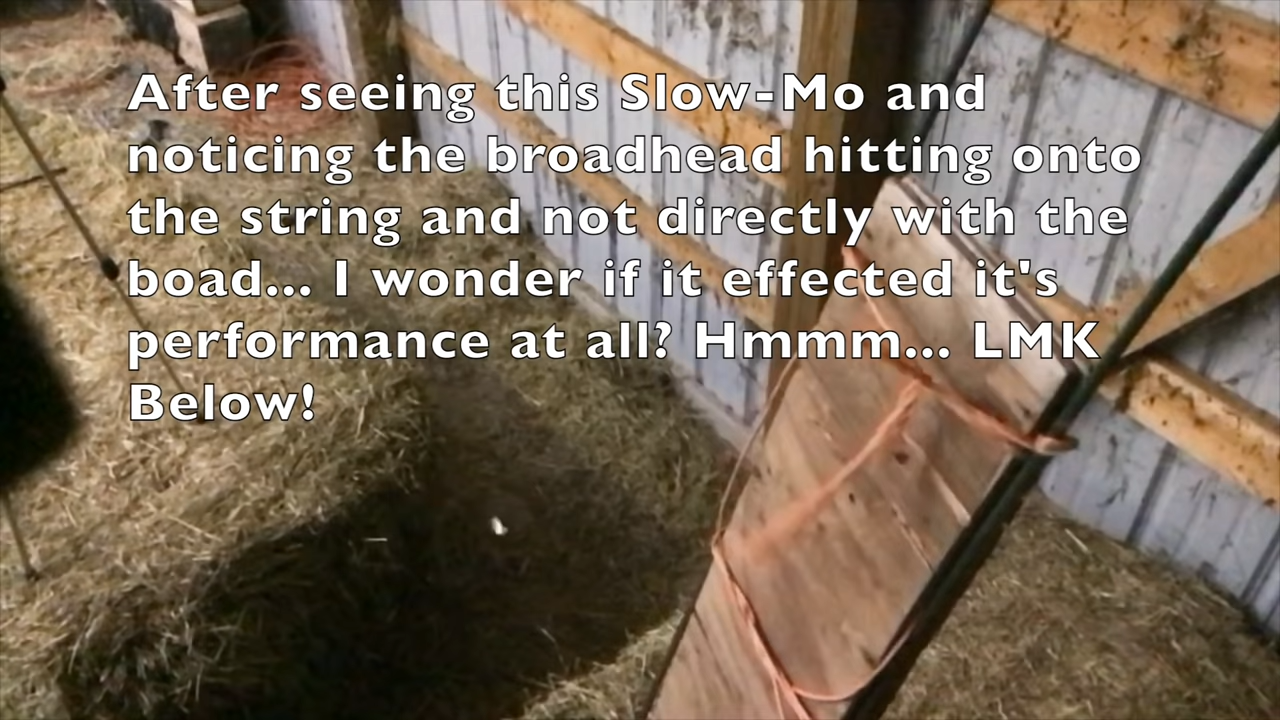 After seeing this Slow-Mo and
noticing the broadhead hitting onto
the string and not directly with the
boad... I wonder if it effected it's
performance at all? Hmmm... LMK
Below!